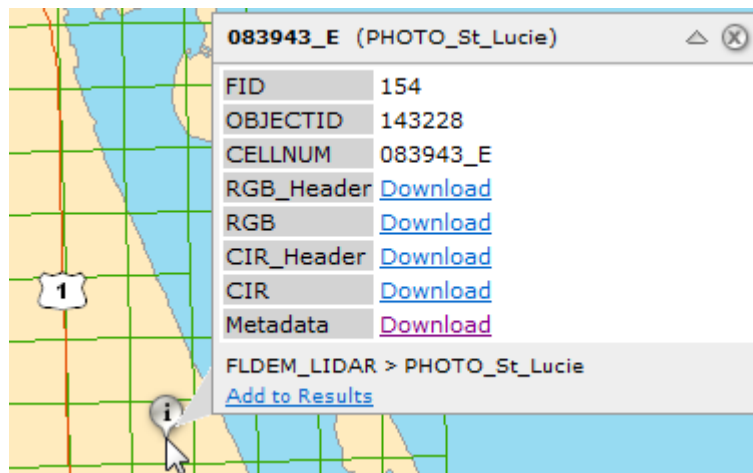 083943_E (PHOTO_St_Lucie)
FID 154
OBJECTID 143228
CELLNUM 083943_E
RGB_Header Download
RGB Download
CIR_Header Download
CIR Download
Metadata Download
FLDEM_LIDAR > PHOTO_St_Lucie
Add to Results
1
i